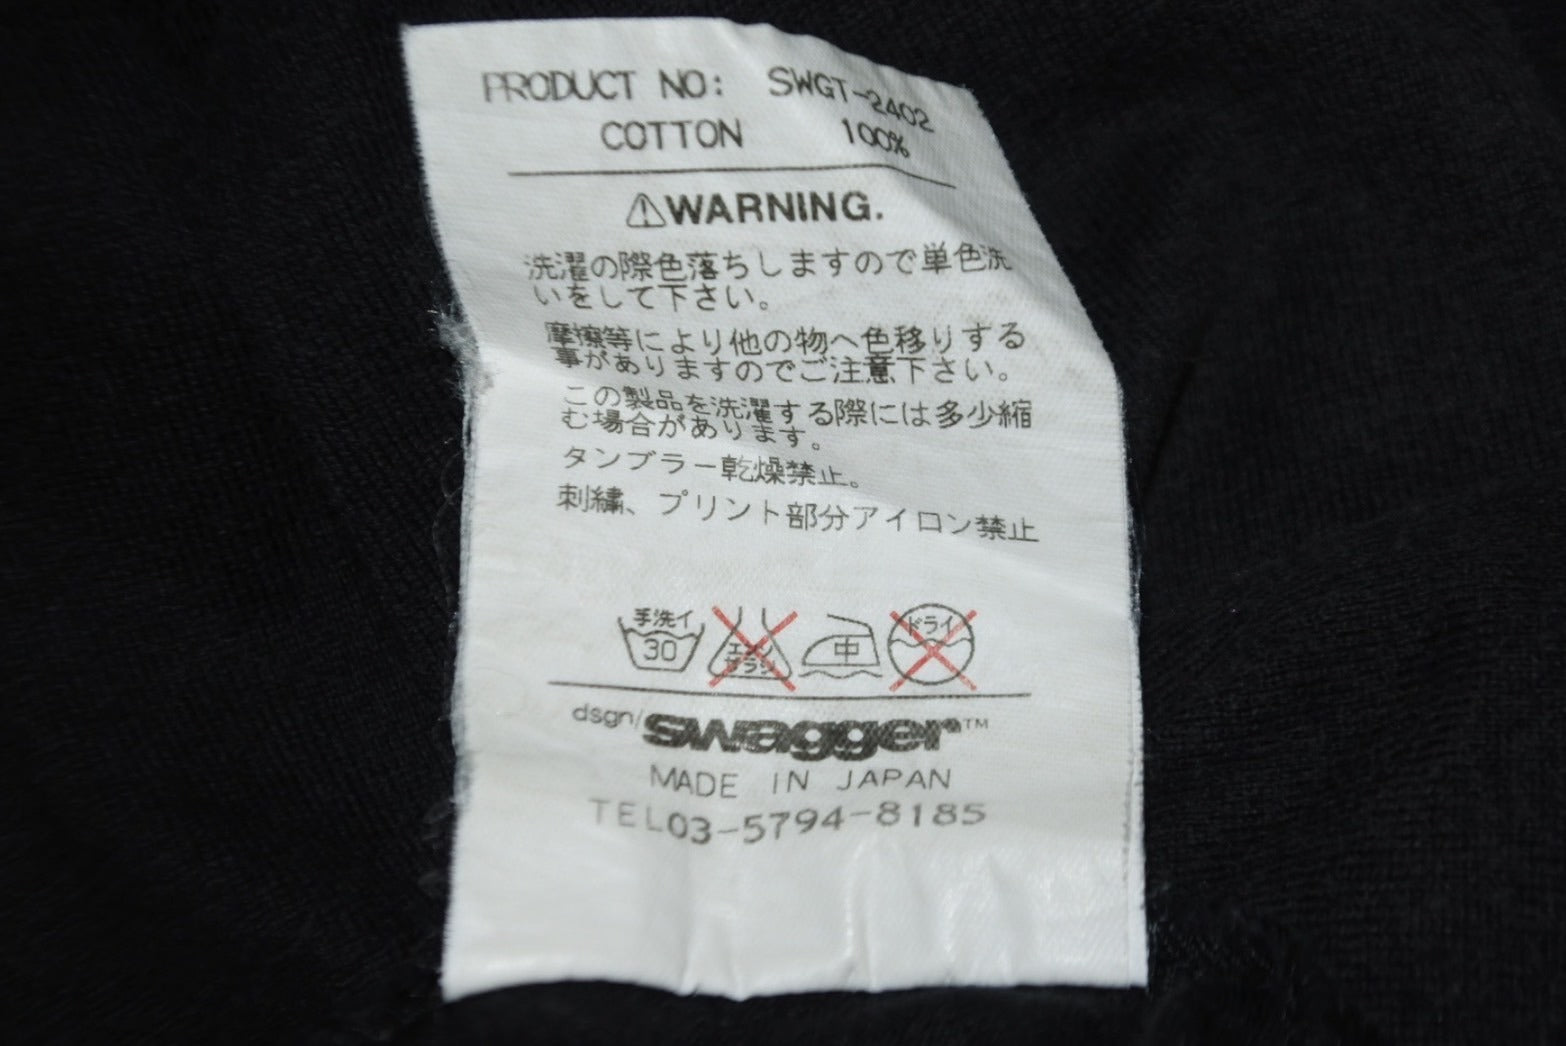 PRODUCT NO: SWGT-2402
COTTON 100%
⚠WARNING.
洗濯の際色落ちしますので単色洗
いをして下さい。
摩擦等により他の物へ色移りする
事がありますのでご注意下さい。
この製品を洗濯する際には多少縮
む場合があります。
タンブラー乾燥禁止。
刺繍、プリント部分アイロン禁止
手洗イ
30
エンソ
サラシ
中
ドライ
dsgn/swagger™
MADE IN JAPAN
TEL03-5794-8185